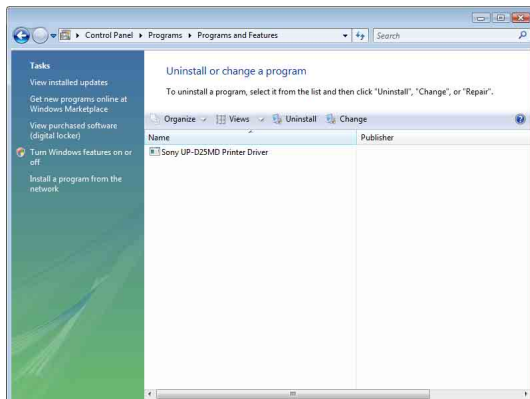 Control Panel ▸ Programs ▸ Programs and Features
Search
Tasks
View installed updates
Get new programs online at
Windows Marketplace
View purchased software
(digital locker)
Turn Windows features on or
off
Install a program from the
network
Uninstall or change a program
To uninstall a program, select it from the list and then click "Uninstall", "Change", or "Repair".
Organize Views Uninstall Change
Name Publisher
Sony UP-D25MD Printer Driver